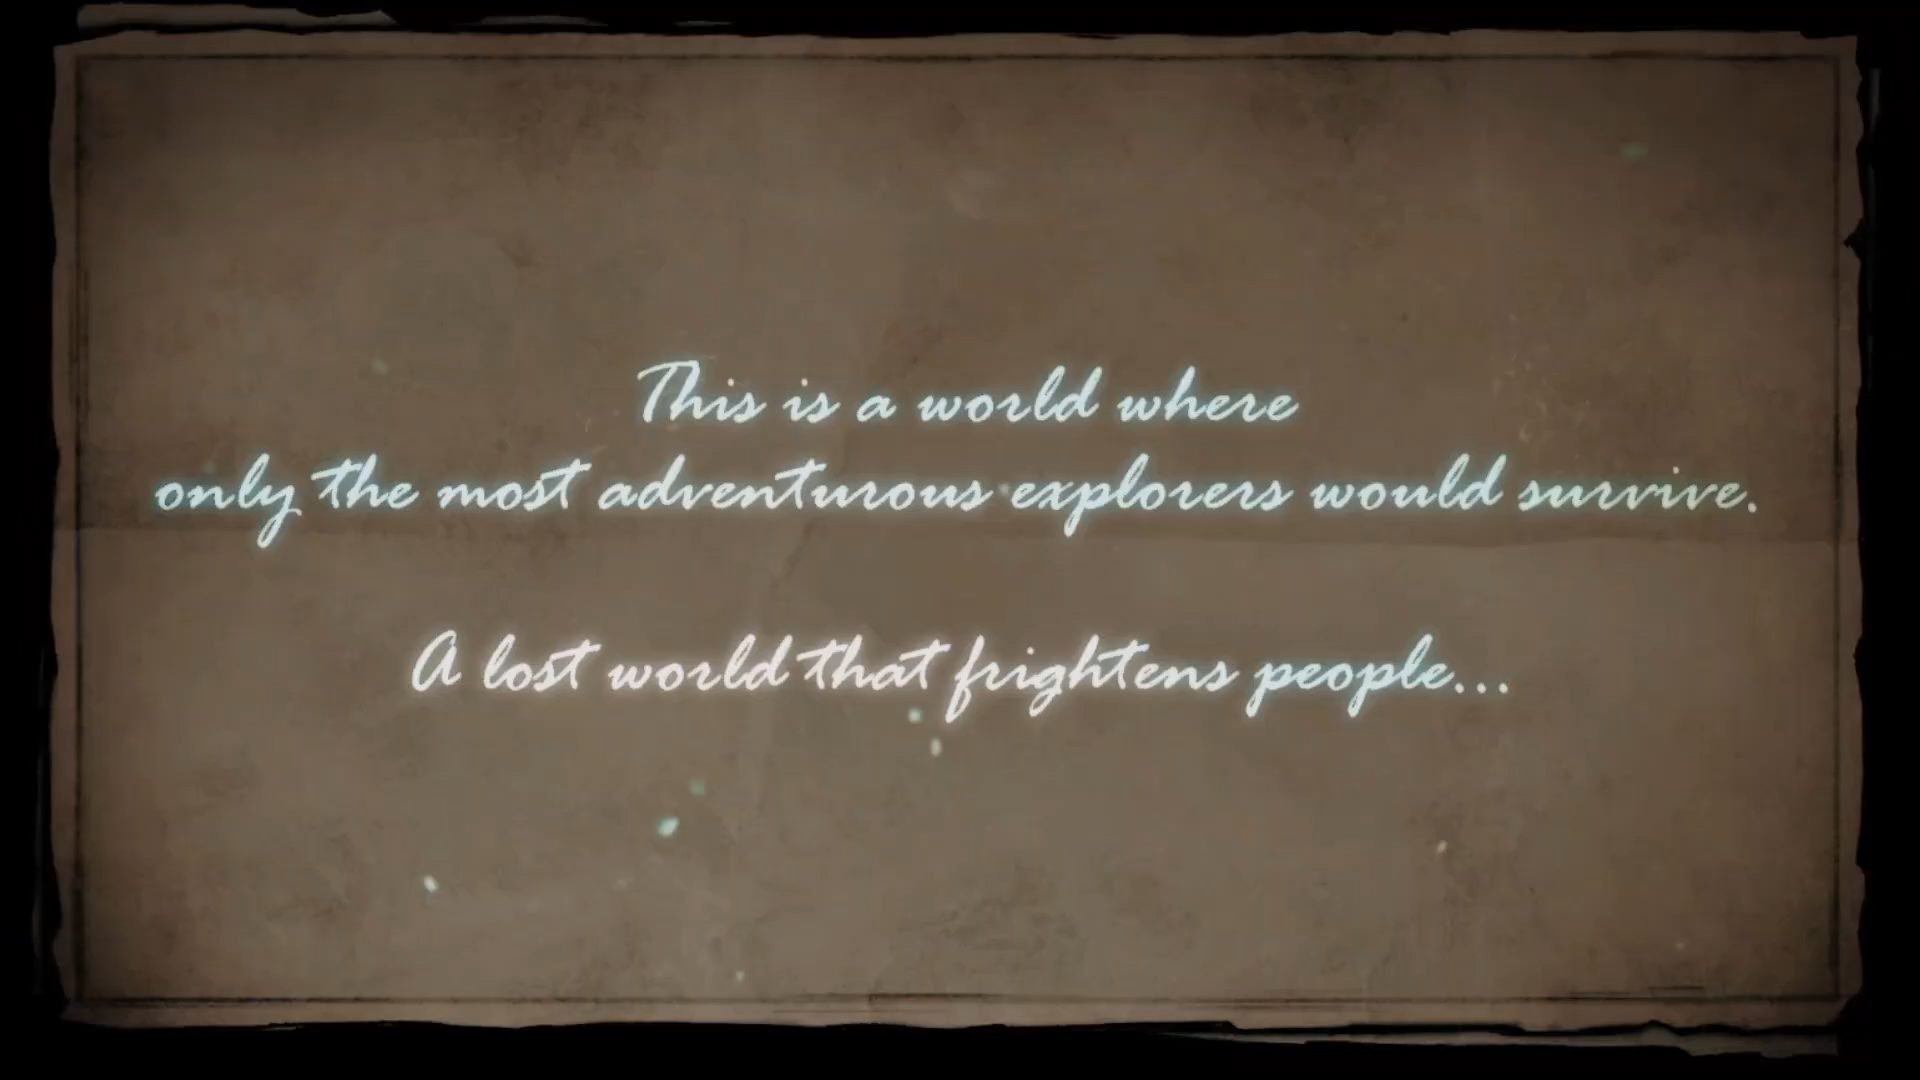 This is a world where
only the most adventurous explorers would survive.
A lost world that frightens people...